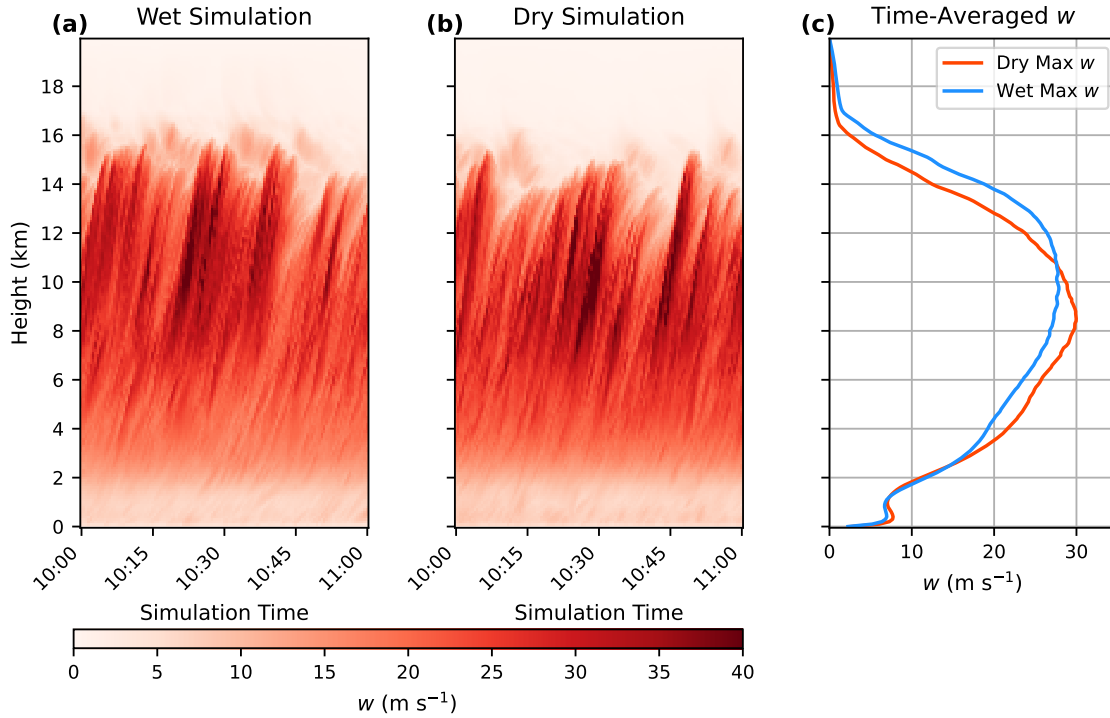 (a) Wet Simulation
(b) Dry Simulation
(c) Time-Averaged w
Dry Max w
Wet Max w
Height (km)
18
16
14
12
10
8
6
4
2
0
10:00 10:15 10:30 10:45 11:00
10:00 10:15 10:30 10:45 11:00
0 10 20 30
w (m s⁻¹)
Simulation Time
Simulation Time
0 5 10 15 20 25 30 35 40
w (m s⁻¹)